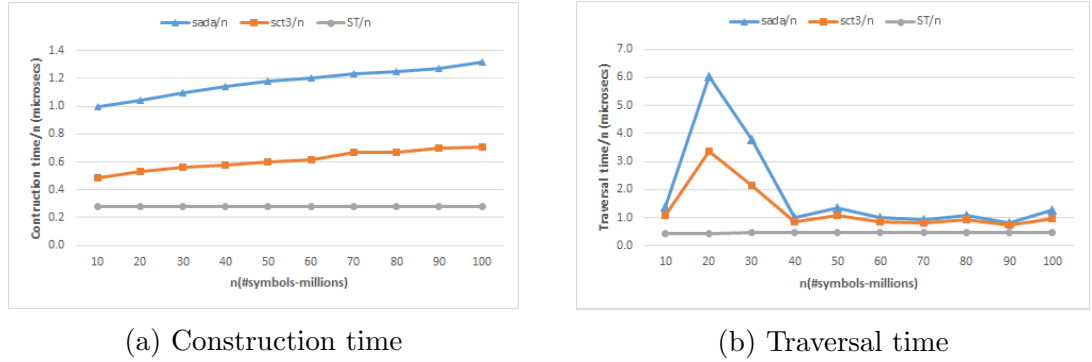 sada/n sct3/n ST/n
Contruction time/n (microsecs)
1.4
1.2
1.0
0.8
0.6
0.4
0.2
0.0
10 20 30 40 50 60 70 80 90 100
n(#symbols-millions)
(a) Construction time
sada/n sct3/n ST/n
Traversal time/n (microsecs)
7.0
6.0
5.0
4.0
3.0
2.0
1.0
0.0
10 20 30 40 50 60 70 80 90 100
n(#symbols-millions)
(b) Traversal time